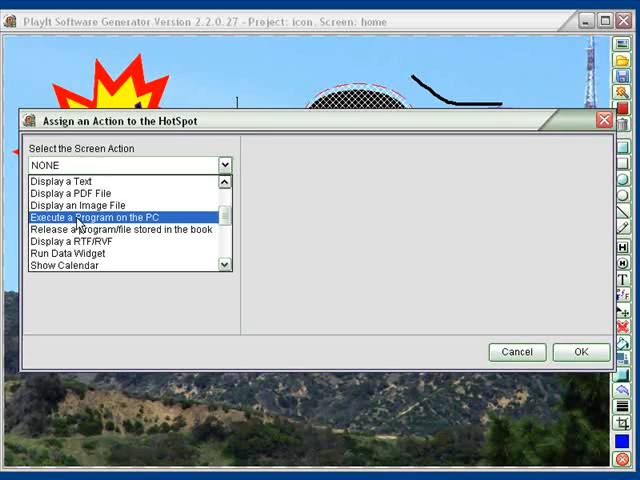 PlayIt Software Generator Version 2.2.0.27 - Project: icon. Screen: home
Assign an Action to the HotSpot
Select the Screen Action
NONE
Display a Text
Display a PDF File
Display an Image File
Execute a Program on the PC
Release a program/file stored in the book
Display a RTF/RVF
Run Data Widget
Show Calendar
Cancel
OK